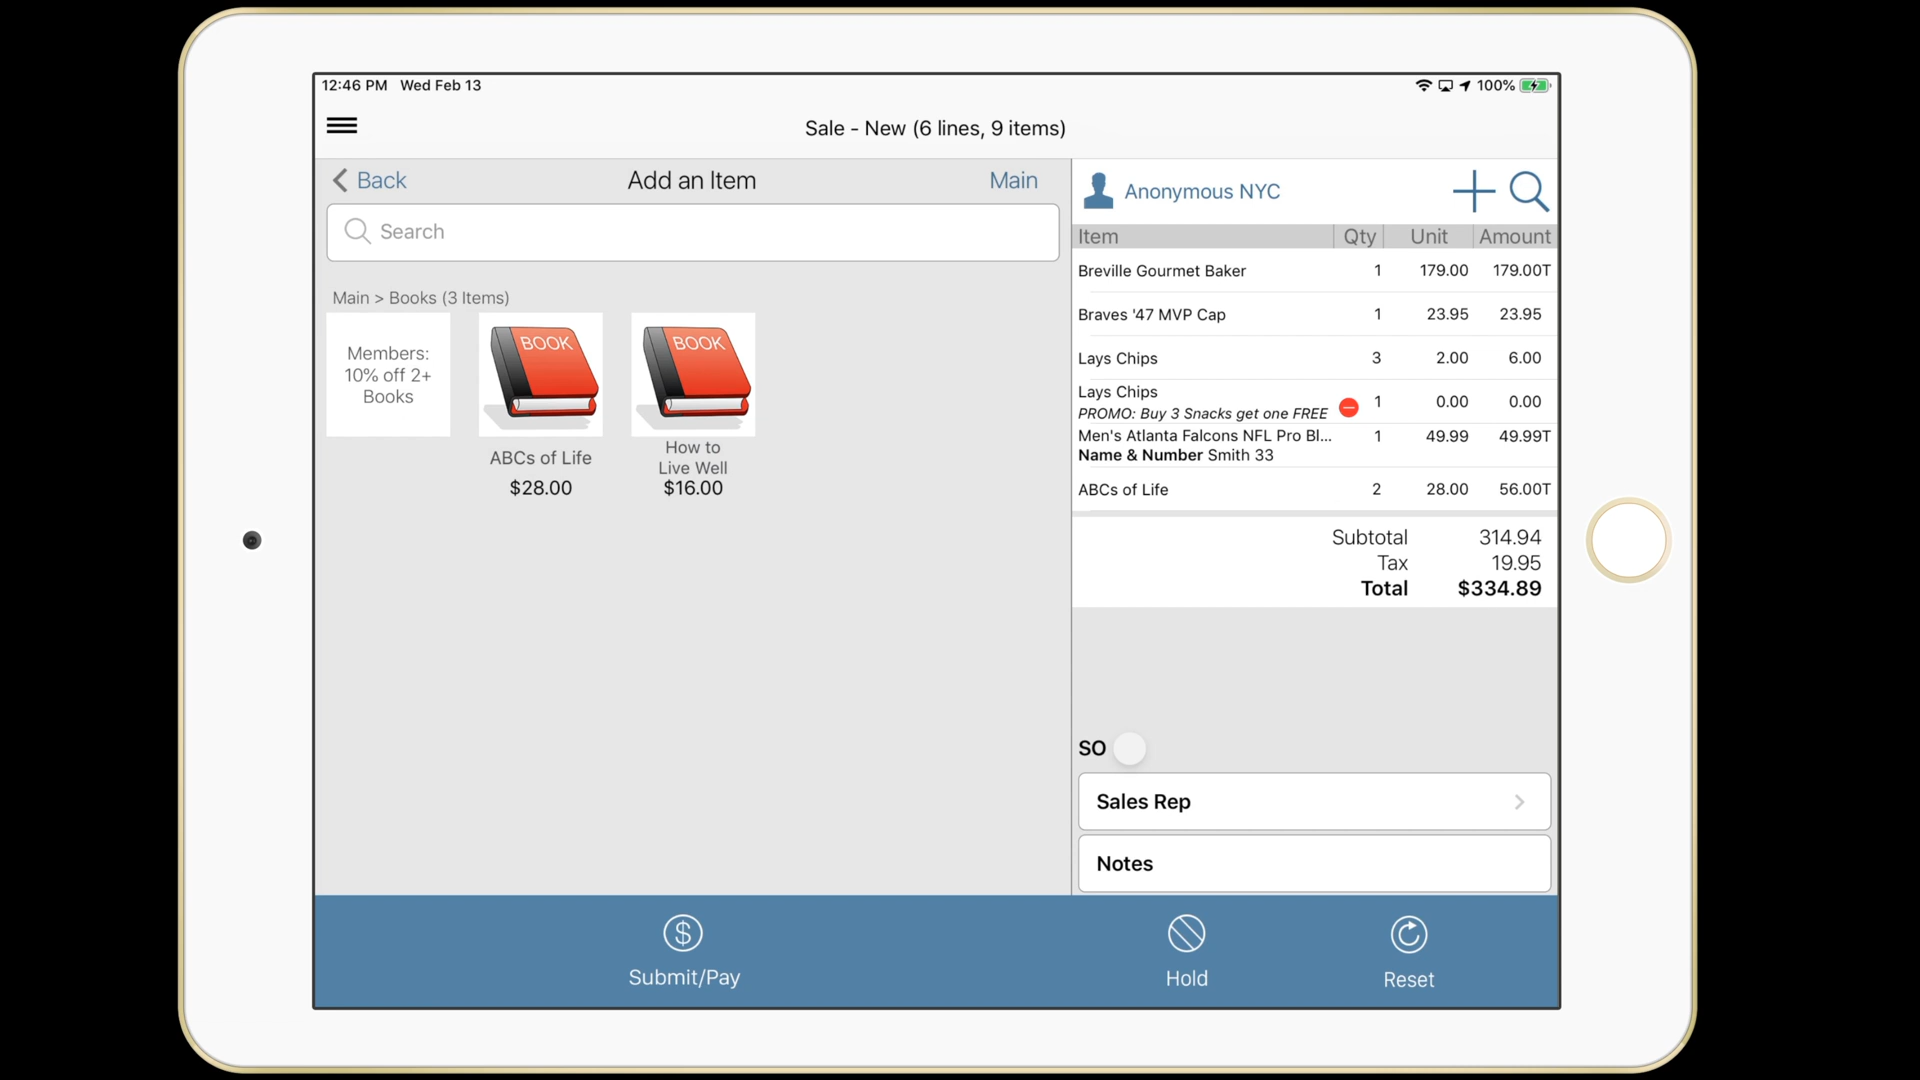 12:46 PM Wed Feb 13
100%
Sale - New (6 lines, 9 items)
Back
Add an Item
Main
Search
Main > Books (3 Items)
Members:
10% off 2+
Books
BOOK
ABCs of Life
$28.00
BOOK
How to
Live Well
$16.00
Anonymous NYC
Item Qty Unit Amount
Breville Gourmet Baker 1 179.00 179.00T
Braves '47 MVP Cap 1 23.95 23.95
Lays Chips 3 2.00 6.00
Lays Chips 1 0.00 0.00
PROMO: Buy 3 Snacks get one FREE
Men's Atlanta Falcons NFL Pro Bl... 1 49.99 49.99T
Name & Number Smith 33
ABCs of Life 2 28.00 56.00T
Subtotal 314.94
Tax 19.95
Total $334.89
SO
Sales Rep
Notes
$
Submit/Pay
Hold
Reset